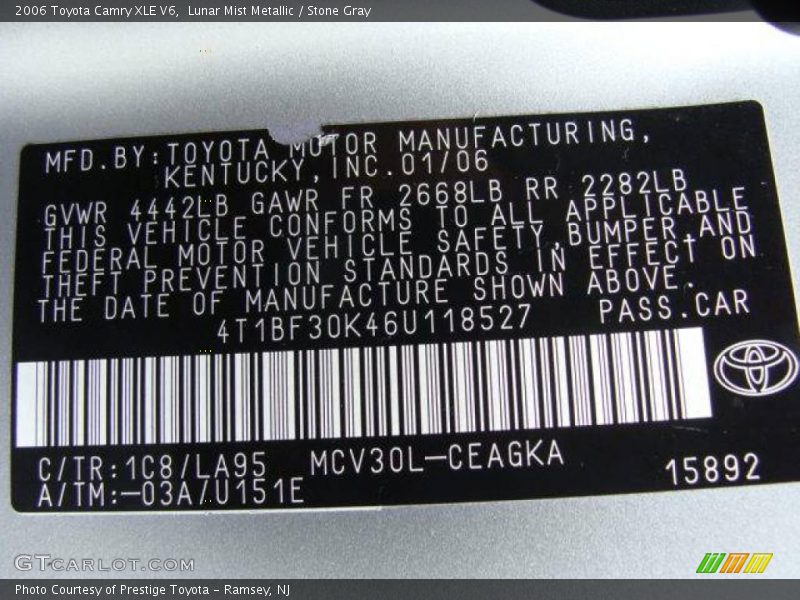 2006 Toyota Camry XLE V6,  Lunar Mist Metallic / Stone Gray
MFD.BY:TOYOTA MOTOR MANUFACTURING,
KENTUCKY,INC.01/06
GVWR 4442LB GAWR FR 2668LB RR 2282LB
THIS VEHICLE CONFORMS TO ALL APPLICABLE
FEDERAL MOTOR VEHICLE SAFETY,BUMPER,AND
THEFT PREVENTION STANDARDS IN EFFECT ON
THE DATE OF MANUFACTURE SHOWN ABOVE.
4T1BF30K46U118527 PASS.CAR
C/TR:1C8/LA95 MCV30L-CEAGKA
A/TM:-03A/U151E 15892
GTCarLot.com
Photo Courtesy of Prestige Toyota - Ramsey, NJ